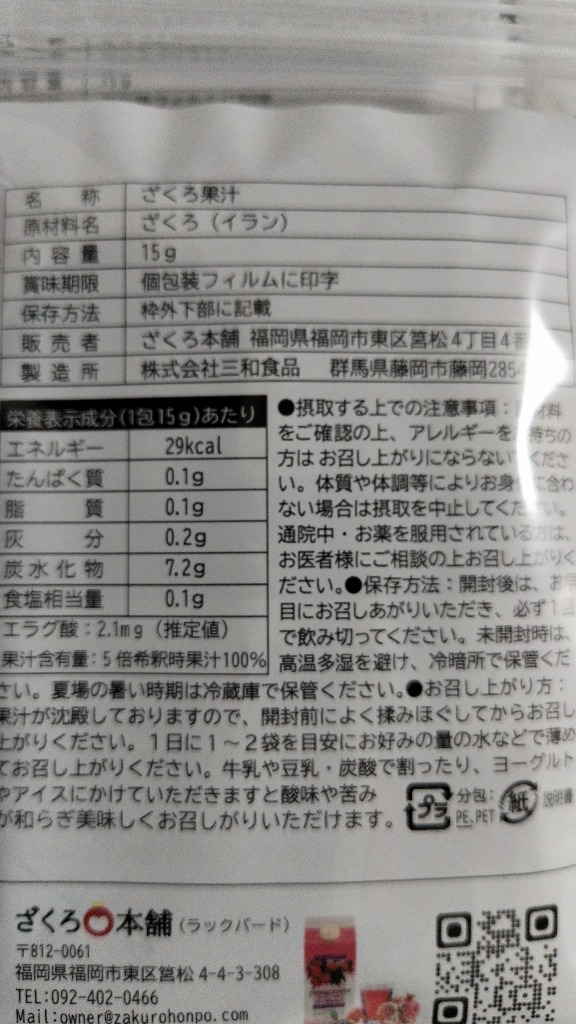 名称 ざくろ果汁
原材料名 ざくろ（イラン）
内容量 15g
賞味期限 個包装フィルムに印字
保存方法 枠外下部に記載
販売者 ざくろ本舗 福岡県福岡市東区筥松4丁目4
製造所 株式会社三和食品 群馬県藤岡市藤岡2854
栄養表示成分(1包15g)あたり
エネルギー 29kcal
たんぱく質 0.1g
脂質 0.1g
灰分 0.2g
炭水化物 7.2g
食塩相当量 0.1g
エラグ酸：2.1mg（推定値）
果汁含有量：5倍希釈時果汁100%
●摂取する上での注意事項：材料
をご確認の上、アレルギーを持ちの
方はお召し上がりにならないくださ
い。体質や体調等によりお身に合わ
ない場合は摂取を中止してください。
通院中・お薬を服用されている方は、
お医者様にご相談の上お召し上がりく
ださい。●保存方法：開封後は、お早
目にお召しあがりいただき、必ず1回
で飲み切ってください。未開封時は、
高温多湿を避け、冷暗所で保管くだ
さい。夏場の暑い時期は冷蔵庫で保管ください。●お召し上がり方：
果汁が沈殿しておりますので、開封前によく揉みほぐしてからお召し
上がりください。1日に1～2袋を目安にお好みの量の水などで薄め
てお召し上がりください。牛乳や豆乳・炭酸で割ったり、ヨーグルト
やアイスにかけていただきますと酸味や苦み
が和らぎ美味しくお召しがりいただけます。
プラ 分包：PE,PET
紙 説明書
ざくろ本舗（ラックバード）
〒812-0061
福岡県福岡市東区筥松 4-4-3-308
TEL:092-402-0466
Mail:owner@zakurohonpo.com